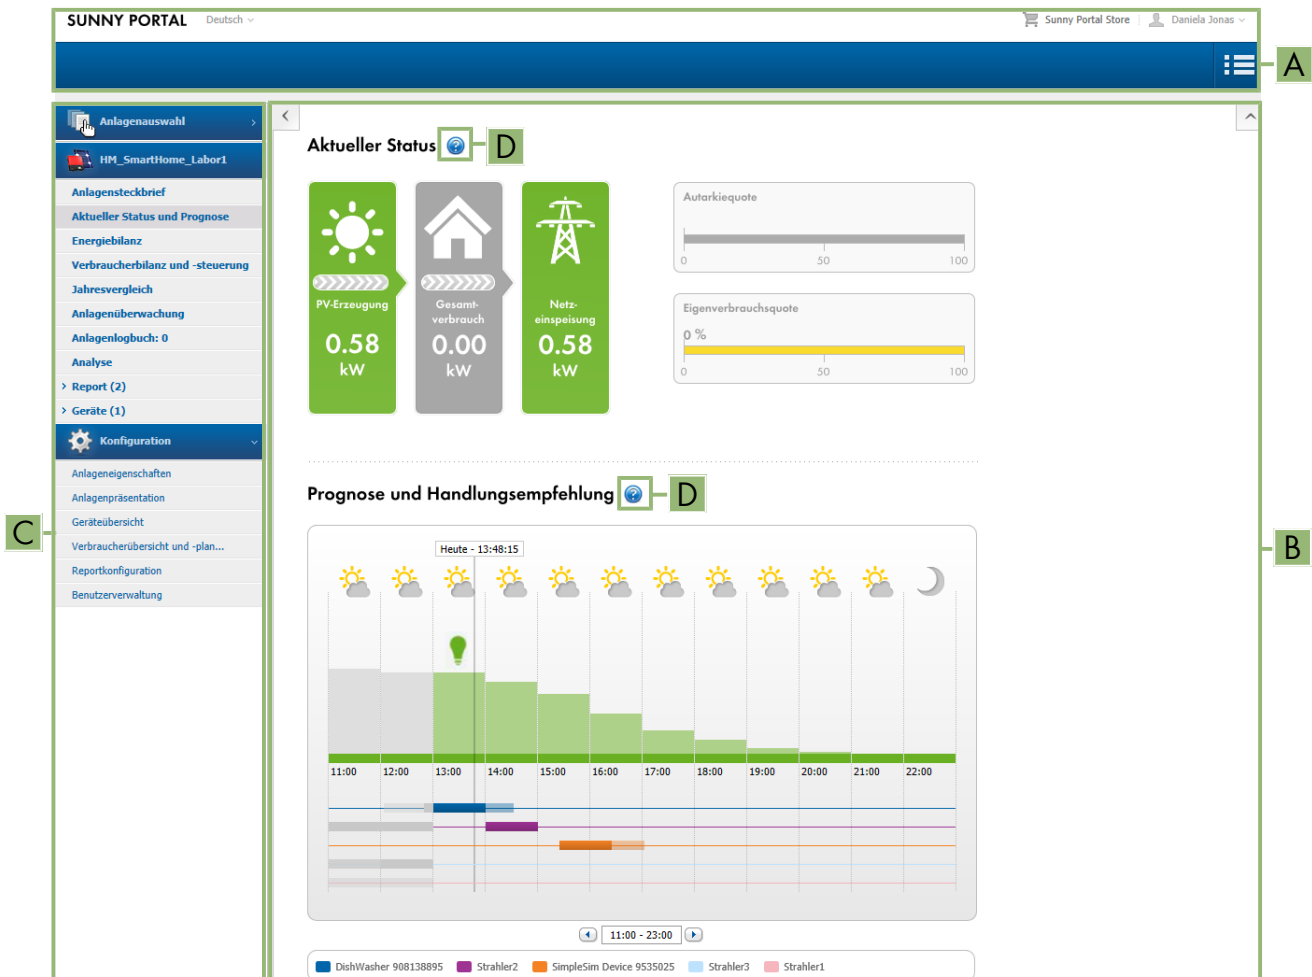 SUNNY PORTAL Deutsch Sunny Portal Store Daniela Jonas
A
Anlagenauswahl
HM_SmartHome_Labor1
Anlagensteckbrief
Aktueller Status und Prognose
Energiebilanz
Verbraucherbilanz und -steuerung
Jahresvergleich
Anlagenüberwachung
Anlagenlogbuch: 0
Analyse
Report (2)
Geräte (1)
Konfiguration
Anlageneigenschaften
Anlagenpräsentation
Geräteübersicht
Verbraucherübersicht und -plan...
Reportkonfiguration
Benutzerverwaltung
C
Aktueller Status ? D
PV-Erzeugung
0.58
kW
Gesamt-
verbrauch
0.00
kW
Netz-
einspeisung
0.58
kW
Autarkiequote
0 50 100
Eigenverbrauchsquote
0 %
0 50 100
Prognose und Handlungsempfehlung ? D
B
Heute - 13:48:15
11:00 12:00 13:00 14:00 15:00 16:00 17:00 18:00 19:00 20:00 21:00 22:00
11:00 - 23:00
DishWasher 908138895 Strahler2 SimpleSim Device 9535025 Strahler3 Strahler1